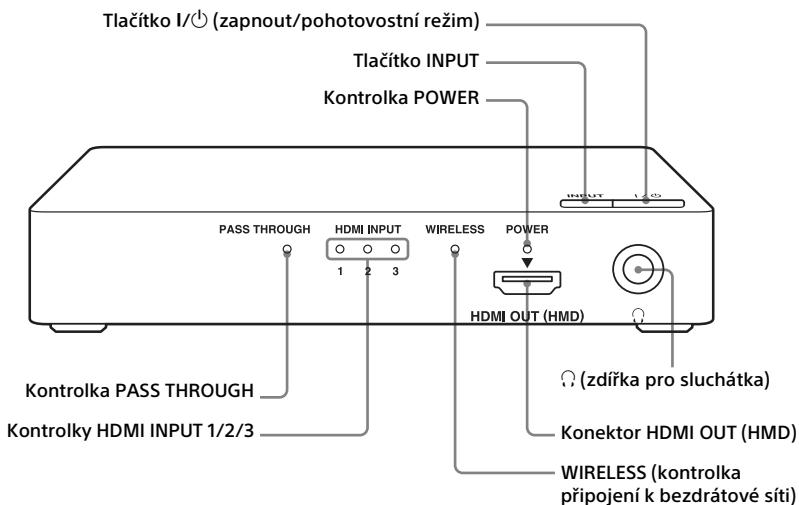 Tlačítko I/⏻ (zapnout/pohotovostní režim)
Tlačítko INPUT
Kontrolka POWER
INPUT I/⏻
PASS THROUGH HDMI INPUT WIRELESS POWER
1 2 3
HDMI OUT (HMD)
Kontrolka PASS THROUGH
Kontrolky HDMI INPUT 1/2/3
🎧 (zdířka pro sluchátka)
Konektor HDMI OUT (HMD)
WIRELESS (kontrolka
připojení k bezdrátové síti)